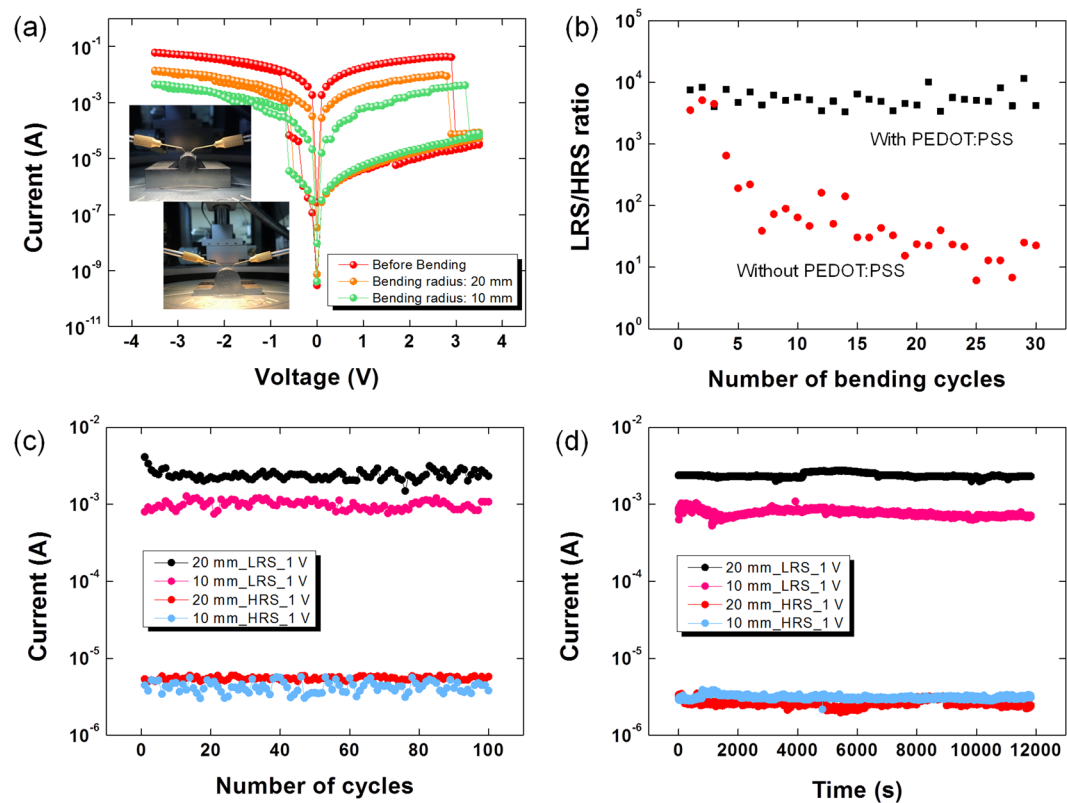 (a)
Current (A)
10^-1
10^-3
10^-5
10^-7
10^-9
10^-11
-4 -3 -2 -1 0 1 2 3 4
Voltage (V)
Before Bending
Bending radius: 20 mm
Bending radius: 10 mm
(b)
LRS/HRS ratio
10^5
10^4
10^3
10^2
10^1
10^0
With PEDOT:PSS
Without PEDOT:PSS
0 5 10 15 20 25 30
Number of bending cycles
(c)
Current (A)
10^-2
10^-3
10^-4
10^-5
10^-6
20 mm_LRS_1 V
10 mm_LRS_1 V
20 mm_HRS_1 V
10 mm_HRS_1 V
0 20 40 60 80 100
Number of cycles
(d)
Current (A)
10^-2
10^-3
10^-4
10^-5
10^-6
20 mm_LRS_1 V
10 mm_LRS_1 V
20 mm_HRS_1 V
10 mm_HRS_1 V
0 2000 4000 6000 8000 10000 12000
Time (s)